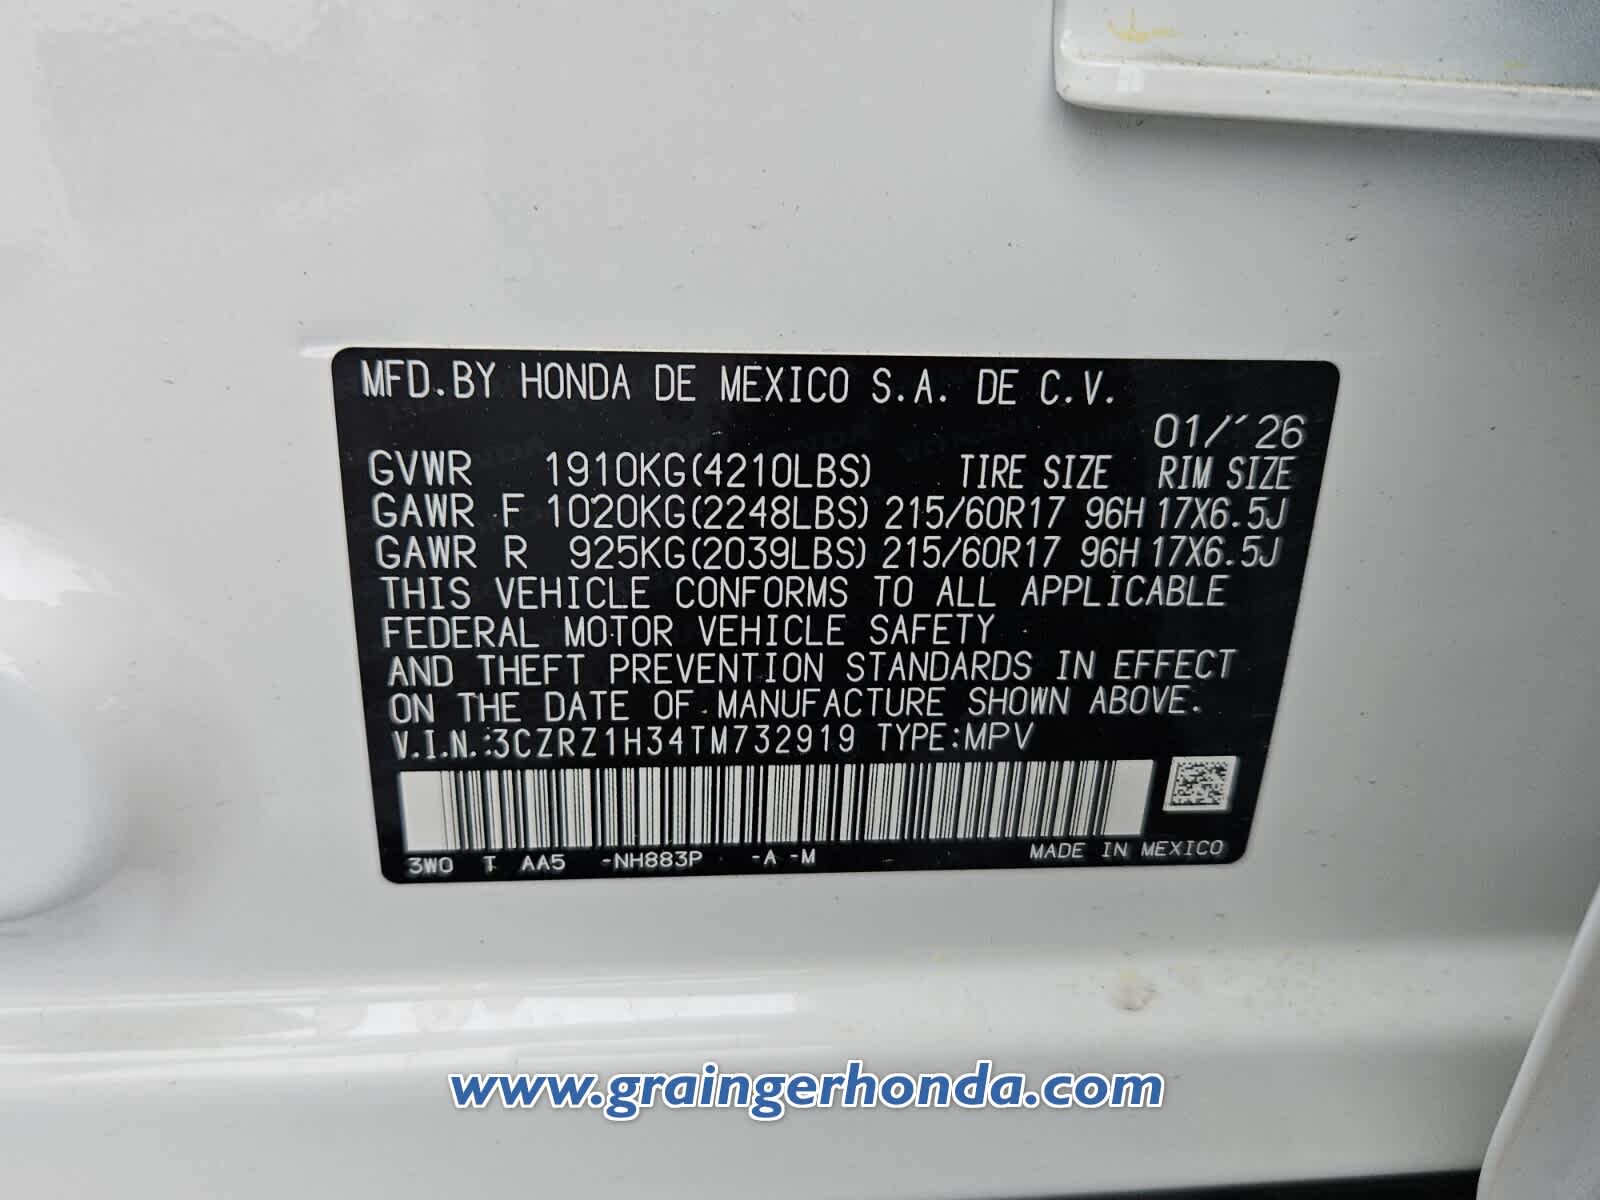 MFD.BY HONDA DE MEXICO S.A. DE C.V.
01/'26
GVWR 1910KG(4210LBS) TIRE SIZE RIM SIZE
GAWR F 1020KG(2248LBS) 215/60R17 96H 17X6.5J
GAWR R 925KG(2039LBS) 215/60R17 96H 17X6.5J
THIS VEHICLE CONFORMS TO ALL APPLICABLE
FEDERAL MOTOR VEHICLE SAFETY
AND THEFT PREVENTION STANDARDS IN EFFECT
ON THE DATE OF MANUFACTURE SHOWN ABOVE.
V.I.N.:3CZRZ1H34TM732919 TYPE:MPV
3W0 T AA5 -NH883P -A -M MADE IN MEXICO
www.graingerhonda.com